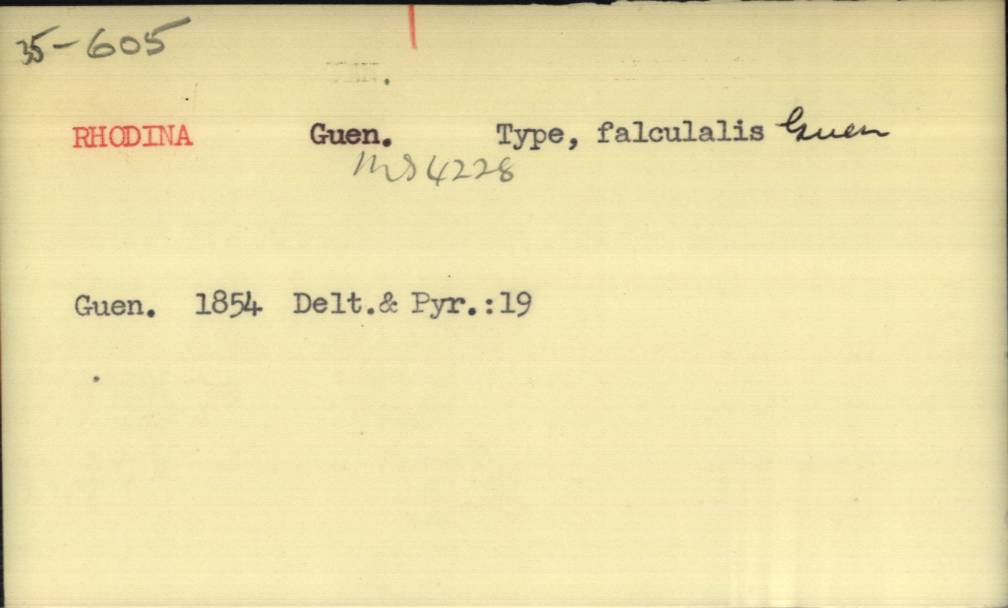 35-605
RHODINA Guen. Type, falculalis Guen
MS 4228
Guen. 1854 Delt.& Pyr.:19